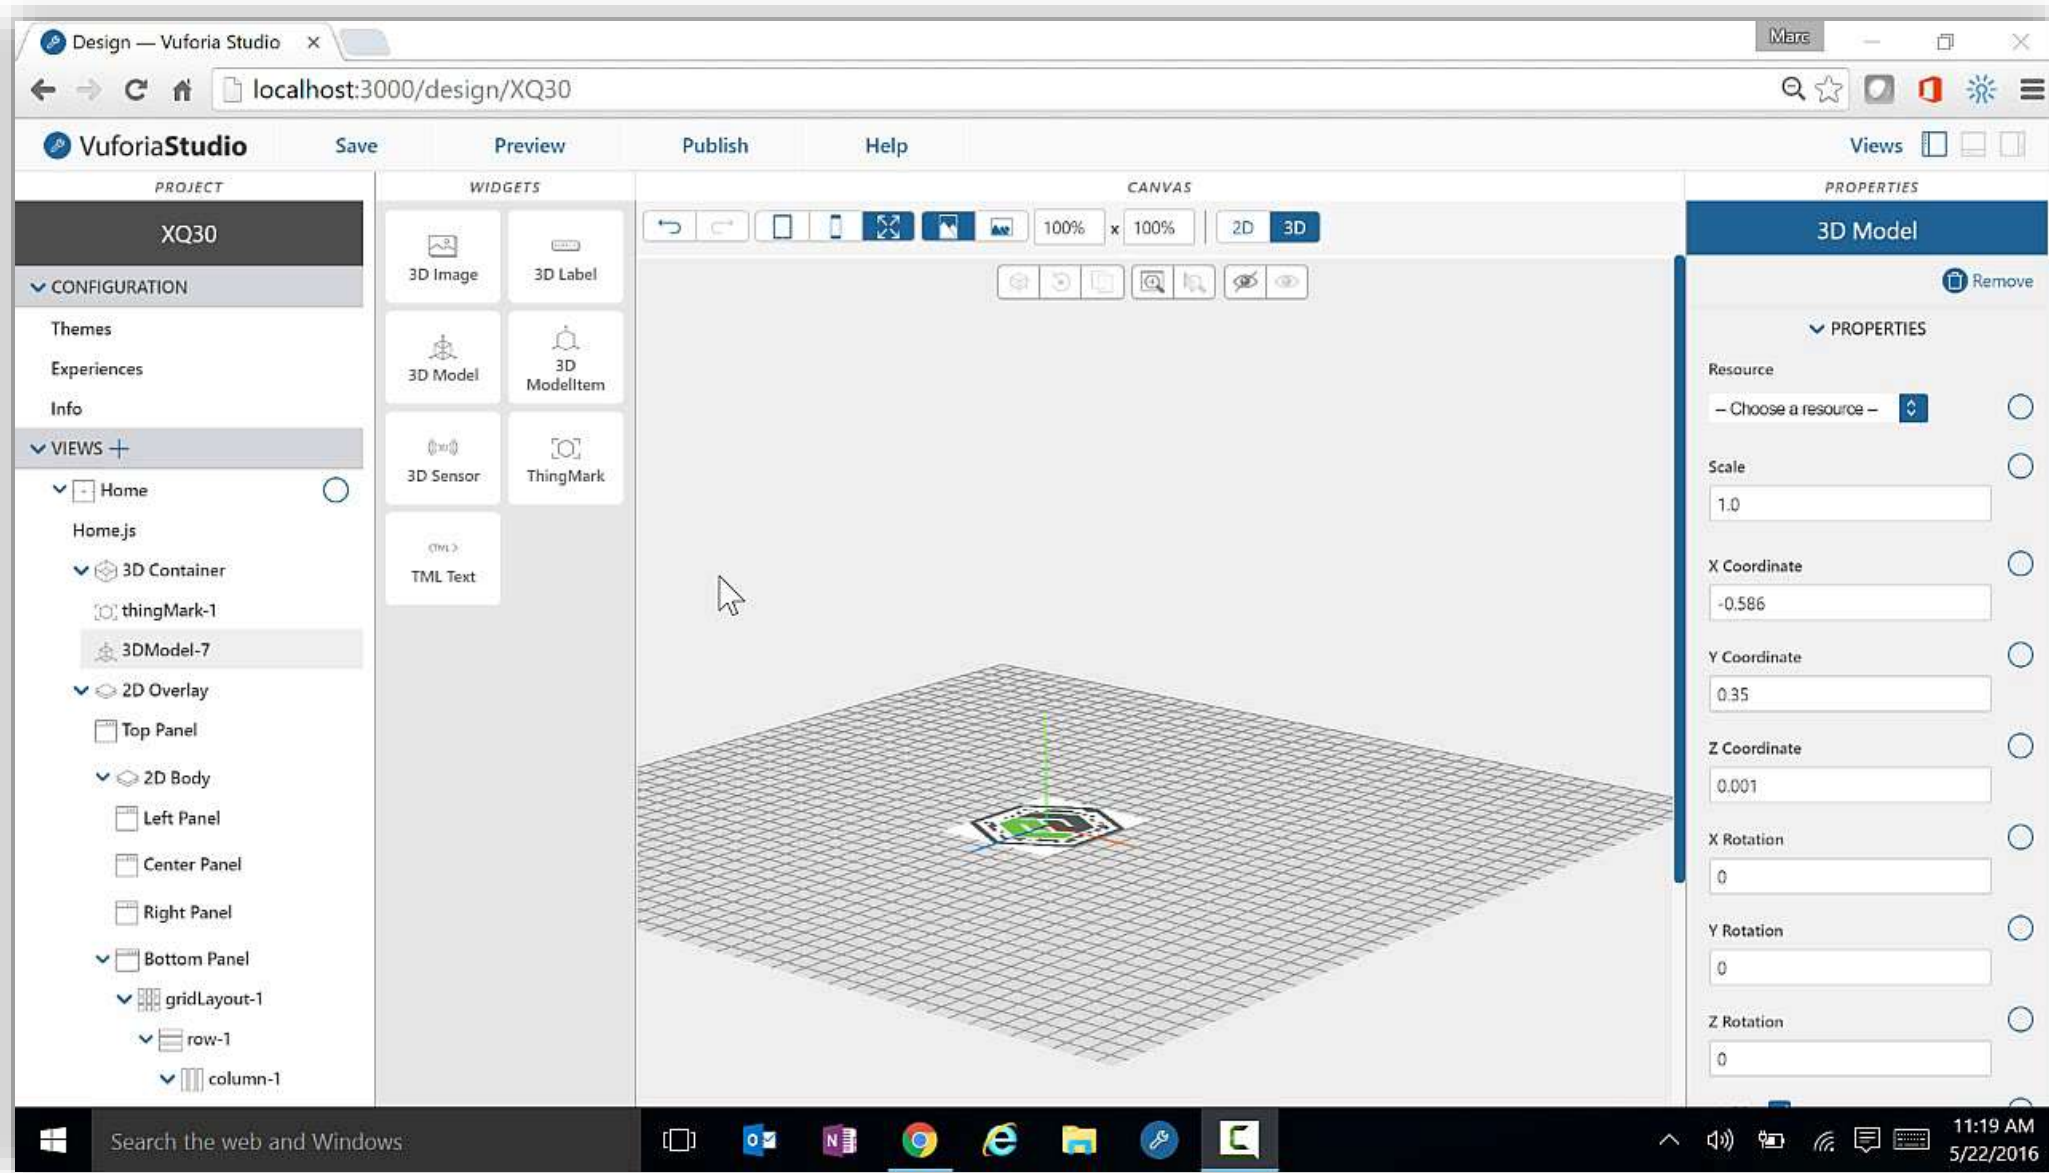 Design — Vuforia Studio
Marc
localhost:3000/design/XQ30
VuforiaStudio
Save
Preview
Publish
Help
Views
PROJECT
WIDGETS
CANVAS
PROPERTIES
XQ30
CONFIGURATION
Themes
Experiences
Info
VIEWS
Home
Home.js
3D Container
thingMark-1
3DModel-7
2D Overlay
Top Panel
2D Body
Left Panel
Center Panel
Right Panel
Bottom Panel
gridLayout-1
row-1
column-1
3D Image
3D Label
3D Model
3D
ModelItem
3D Sensor
ThingMark
TML Text
100% x 100%
2D
3D
3D Model
Remove
PROPERTIES
Resource
-- Choose a resource --
Scale
1.0
X Coordinate
-0.586
Y Coordinate
0.35
Z Coordinate
0.001
X Rotation
0
Y Rotation
0
Z Rotation
0
Search the web and Windows
11:19 AM
5/22/2016